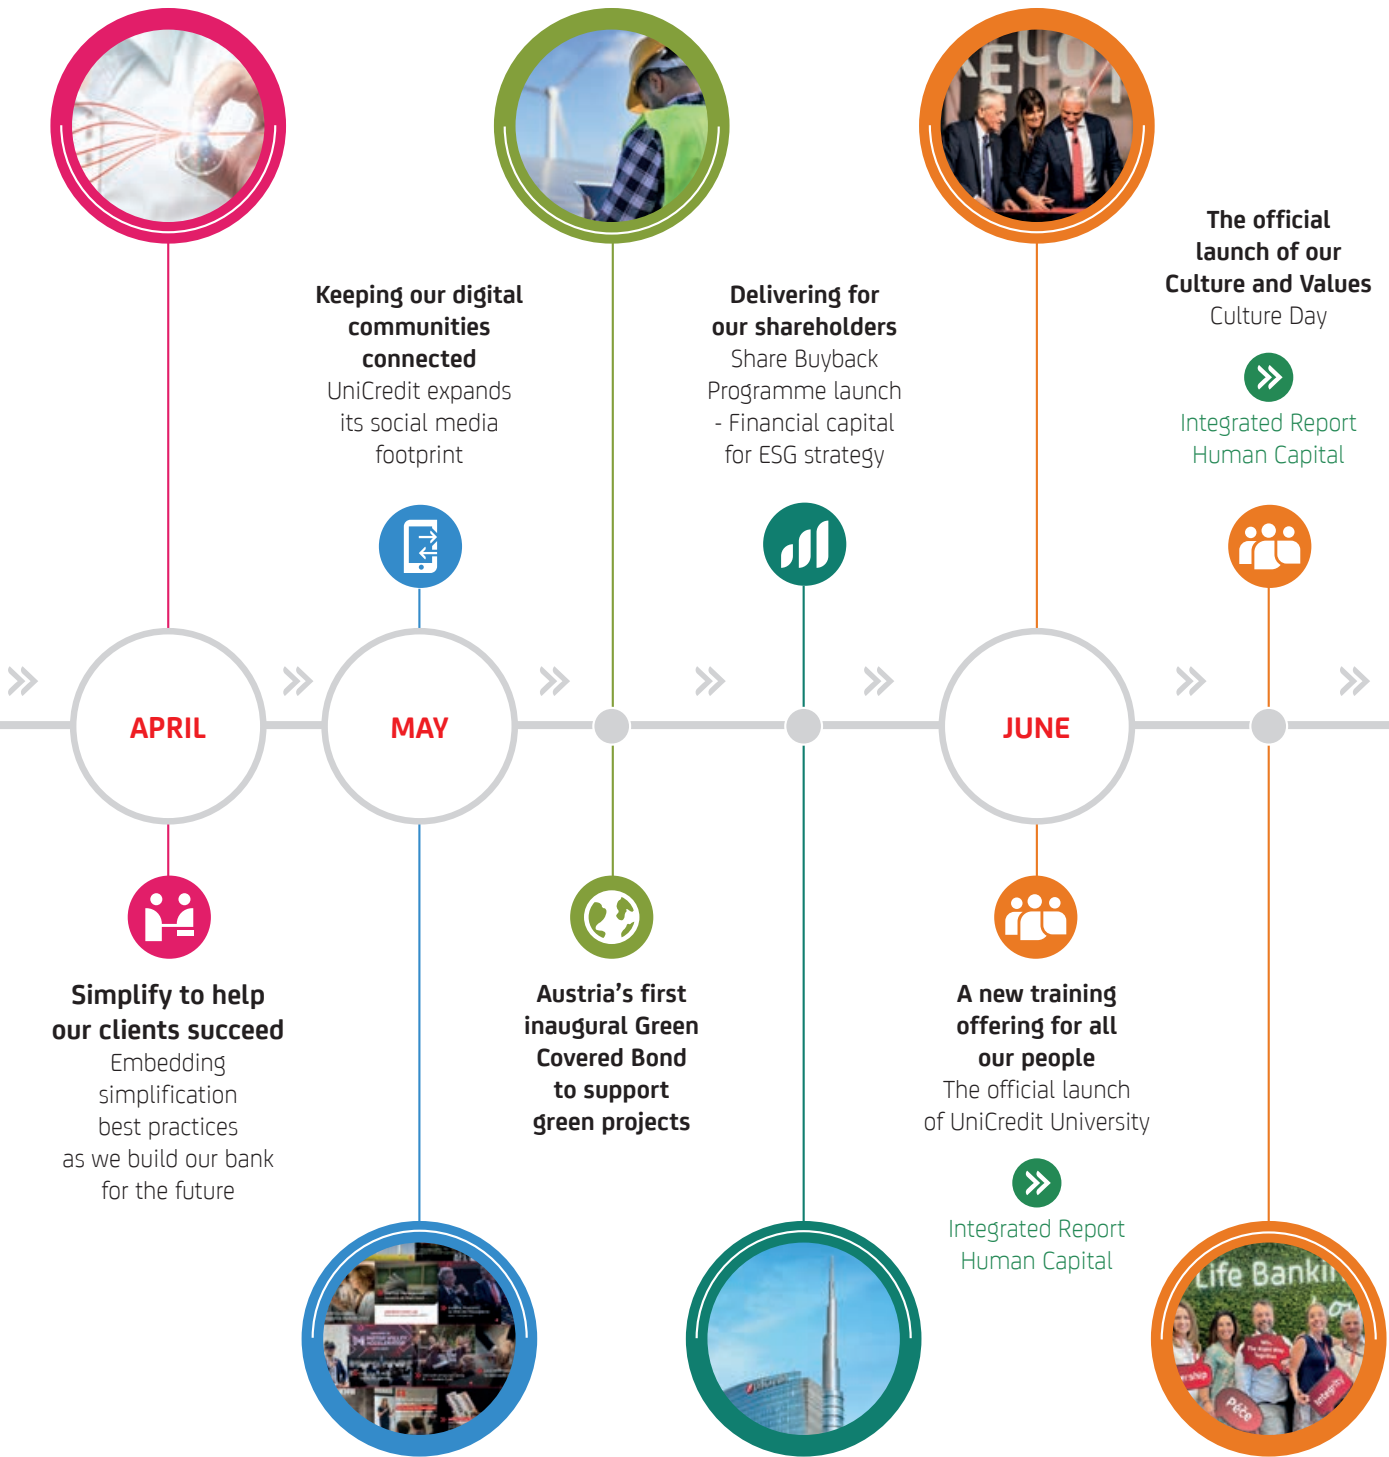 RECO
The official
launch of our
Culture and Values
Culture Day
Integrated Report
Human Capital
Keeping our digital
communities
connected
UniCredit expands
its social media
footprint
Delivering for
our shareholders
Share Buyback
Programme launch
- Financial capital
for ESG strategy
APRIL
MAY
JUNE
Simplify to help
our clients succeed
Embedding
simplification
best practices
as we build our bank
for the future
Austria’s first
inaugural Green
Covered Bond
to support
green projects
A new training
offering for all
our people
The official launch
of UniCredit University
Integrated Report
Human Capital
Life Banki
Integrity